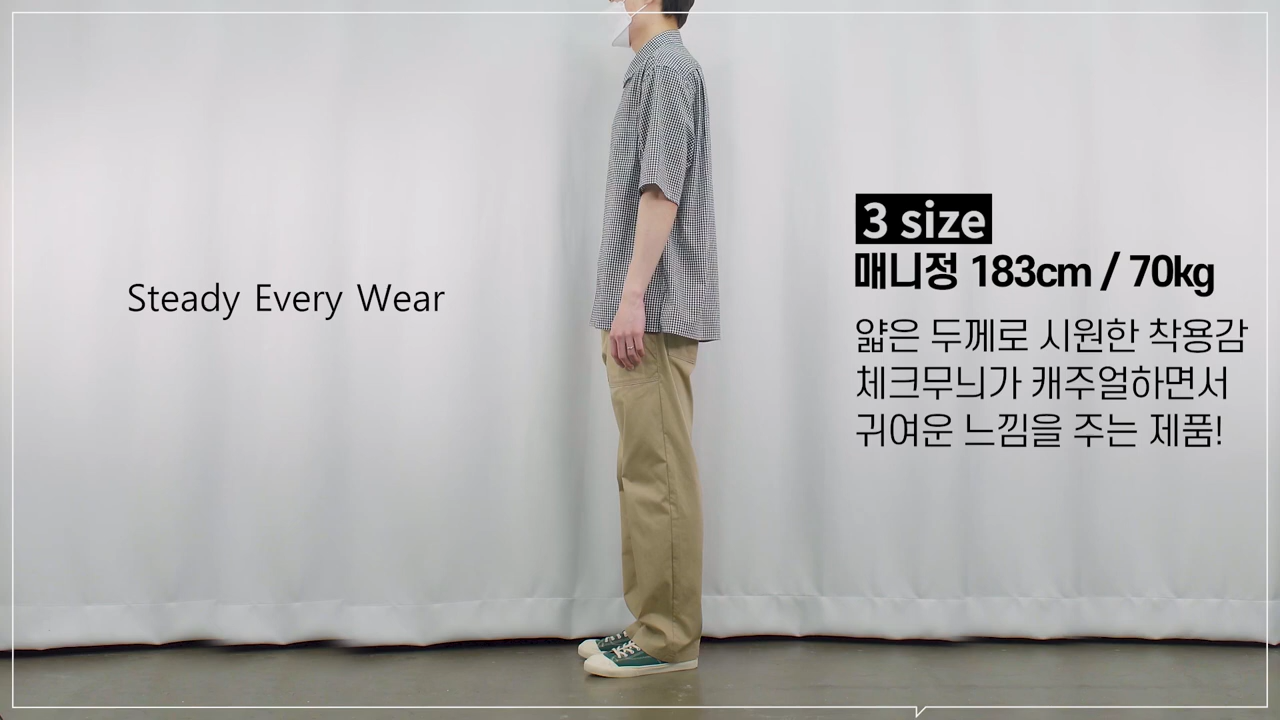 Steady Every Wear
3 size
매니정 183cm / 70kg
얇은 두께로 시원한 착용감
체크무늬가 캐주얼하면서
귀여운 느낌을 주는 제품!